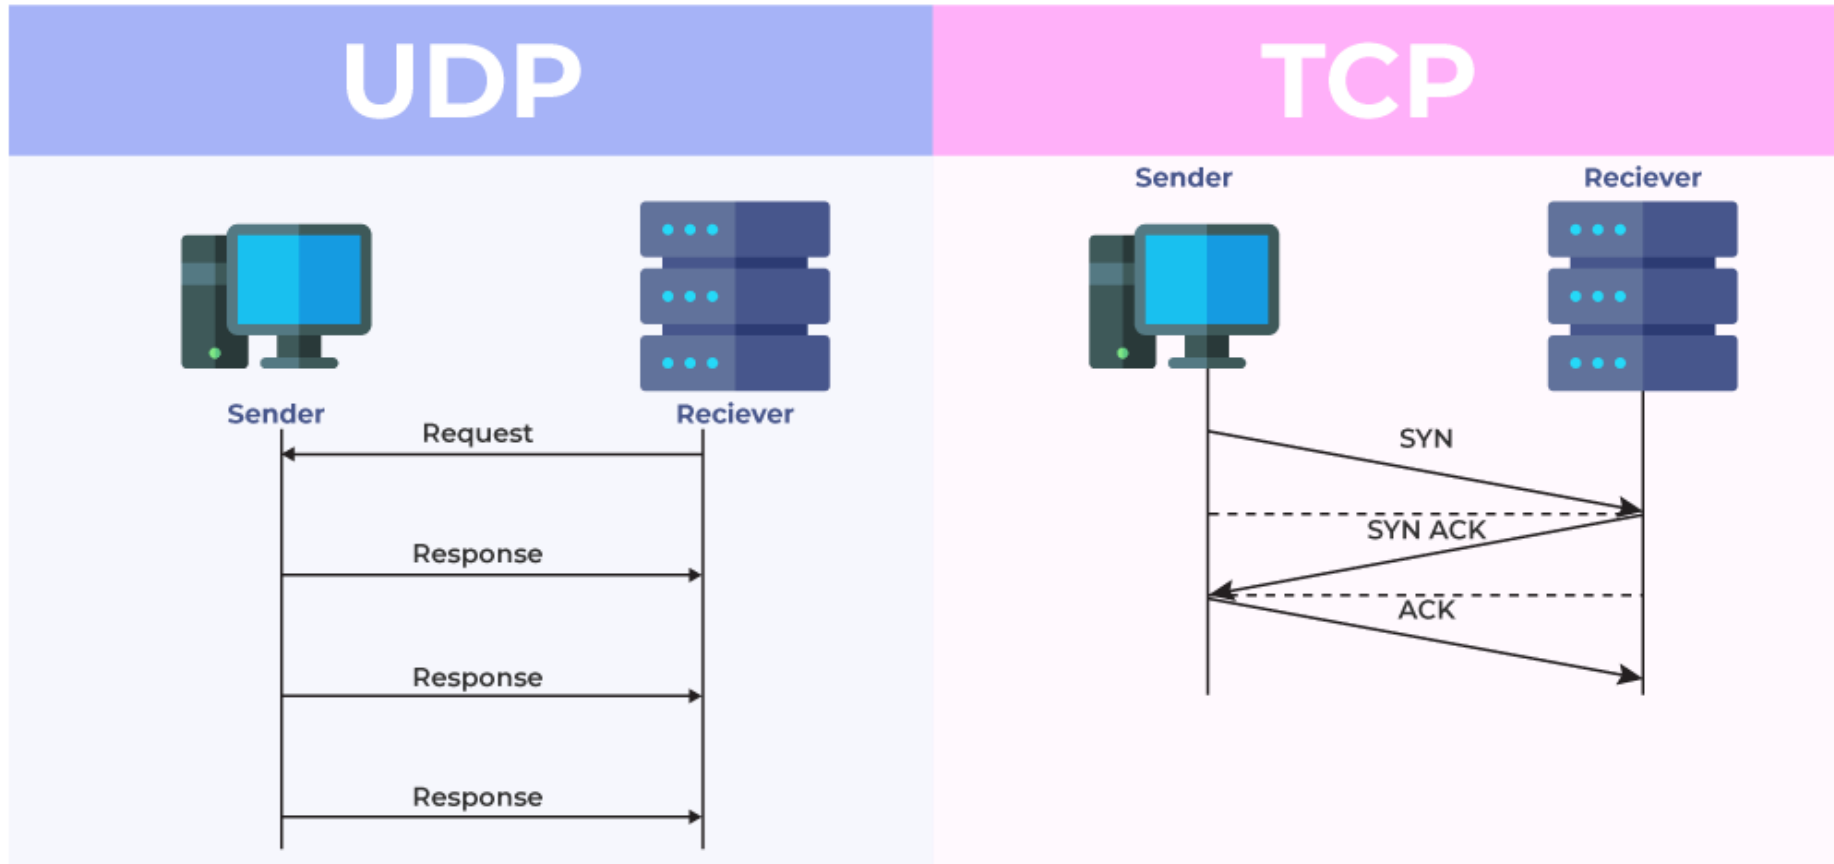 UDP
Sender
Reciever
Request
Response
Response
Response
TCP
Sender
Reciever
SYN
SYN ACK
ACK